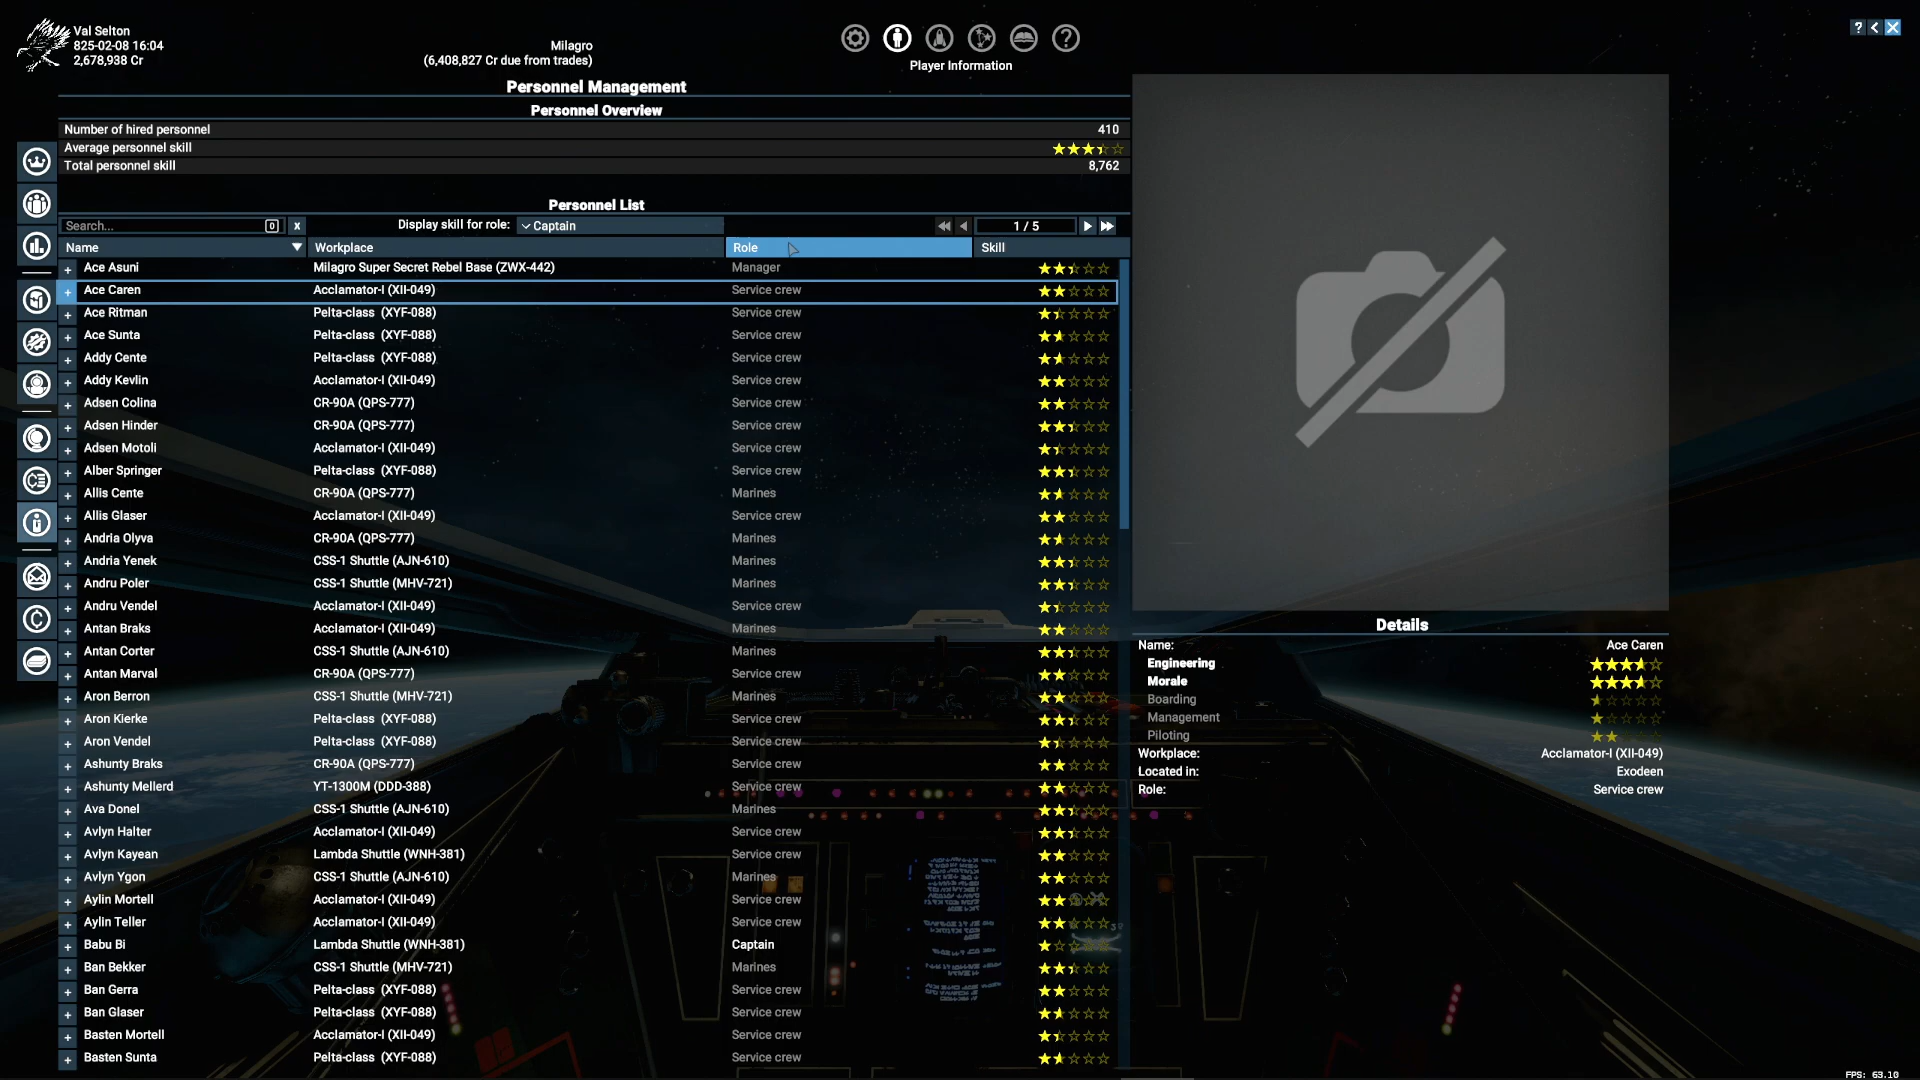 Val Selton
825-02-08 16:04
2,678,938 Cr
Milagro
(6,408,827 Cr due from trades)
Player Information
Personnel Management
Personnel Overview
Number of hired personnel 410
Average personnel skill
Total personnel skill 8,762
Personnel List
Search... 0 x Display skill for role: Captain 1 / 5
Name Workplace Role Skill
Ace Asuni Milagro Super Secret Rebel Base (ZWX-442) Manager
Ace Caren Acclamator-I (XII-049) Service crew
Ace Ritman Pelta-class (XYF-088) Service crew
Ace Sunta Pelta-class (XYF-088) Service crew
Addy Cente Pelta-class (XYF-088) Service crew
Addy Kevlin Acclamator-I (XII-049) Service crew
Adsen Colina CR-90A (QPS-777) Service crew
Adsen Hinder CR-90A (QPS-777) Service crew
Adsen Motoli Acclamator-I (XII-049) Service crew
Alber Springer Pelta-class (XYF-088) Service crew
Allis Cente CR-90A (QPS-777) Marines
Allis Glaser Acclamator-I (XII-049) Service crew
Andria Olyva CR-90A (QPS-777) Marines
Andria Yenek CSS-1 Shuttle (AJN-610) Marines
Andru Poler CSS-1 Shuttle (MHV-721) Marines
Andru Vendel Acclamator-I (XII-049) Service crew
Antan Braks Acclamator-I (XII-049) Marines
Antan Corter CSS-1 Shuttle (AJN-610) Marines
Antan Marval CR-90A (QPS-777) Service crew
Aron Berron CSS-1 Shuttle (MHV-721) Marines
Aron Kierke Pelta-class (XYF-088) Service crew
Aron Vendel Pelta-class (XYF-088) Service crew
Ashunty Braks CR-90A (QPS-777) Service crew
Ashunty Mellerd YT-1300M (DDD-388) Service crew
Ava Donel CSS-1 Shuttle (AJN-610) Marines
Avlyn Halter Acclamator-I (XII-049) Service crew
Avlyn Kayean Lambda Shuttle (WNH-381) Service crew
Avlyn Ygon CSS-1 Shuttle (AJN-610) Marines
Aylin Mortell Acclamator-I (XII-049) Service crew
Aylin Teller Acclamator-I (XII-049) Service crew
Babu Bi Lambda Shuttle (WNH-381) Captain
Ban Bekker CSS-1 Shuttle (MHV-721) Marines
Ban Gerra Pelta-class (XYF-088) Service crew
Ban Glaser Pelta-class (XYF-088) Service crew
Basten Mortell Acclamator-I (XII-049) Service crew
Basten Sunta Pelta-class (XYF-088) Service crew
Details
Name: Ace Caren
Engineering
Morale
Boarding
Management
Piloting
Workplace: Acclamator-I (XII-049)
Located in: Exodeen
Role: Service crew
FPS: 63.10